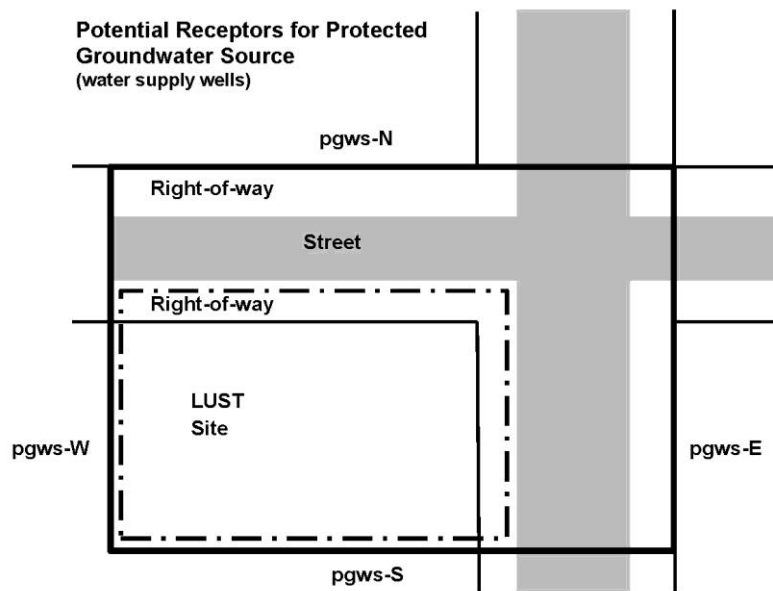 Potential Receptors for Protected
Groundwater Source
(water supply wells)
pgws-N
Right-of-way
Street
Right-of-way
LUST
Site
pgws-W
pgws-E
pgws-S